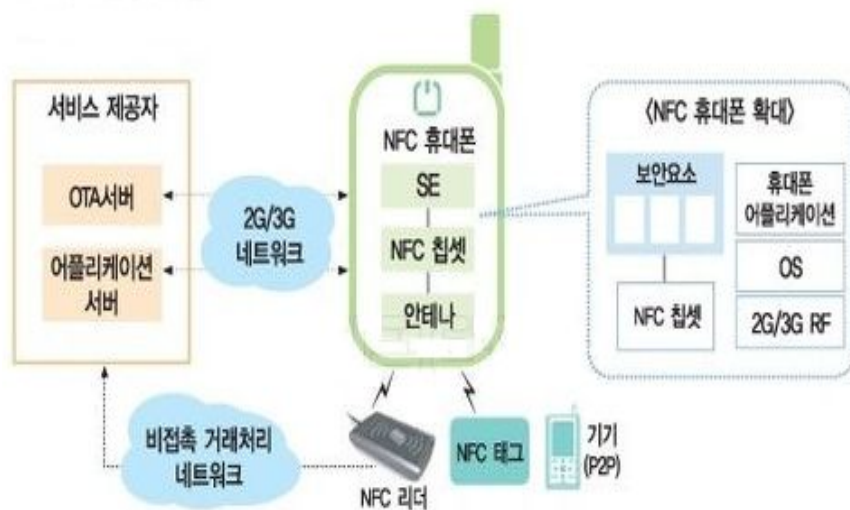 서비스 제공자
OTA서버
어플리케이션
서버
2G/3G
네트워크
NFC 휴대폰
SE
NFC 칩셋
안테나
〈NFC 휴대폰 확대〉
보안요소
NFC 칩셋
휴대폰
어플리케이션
OS
2G/3G RF
비접촉 거래처리
네트워크
NFC 리더
NFC 태그
기기
(P2P)